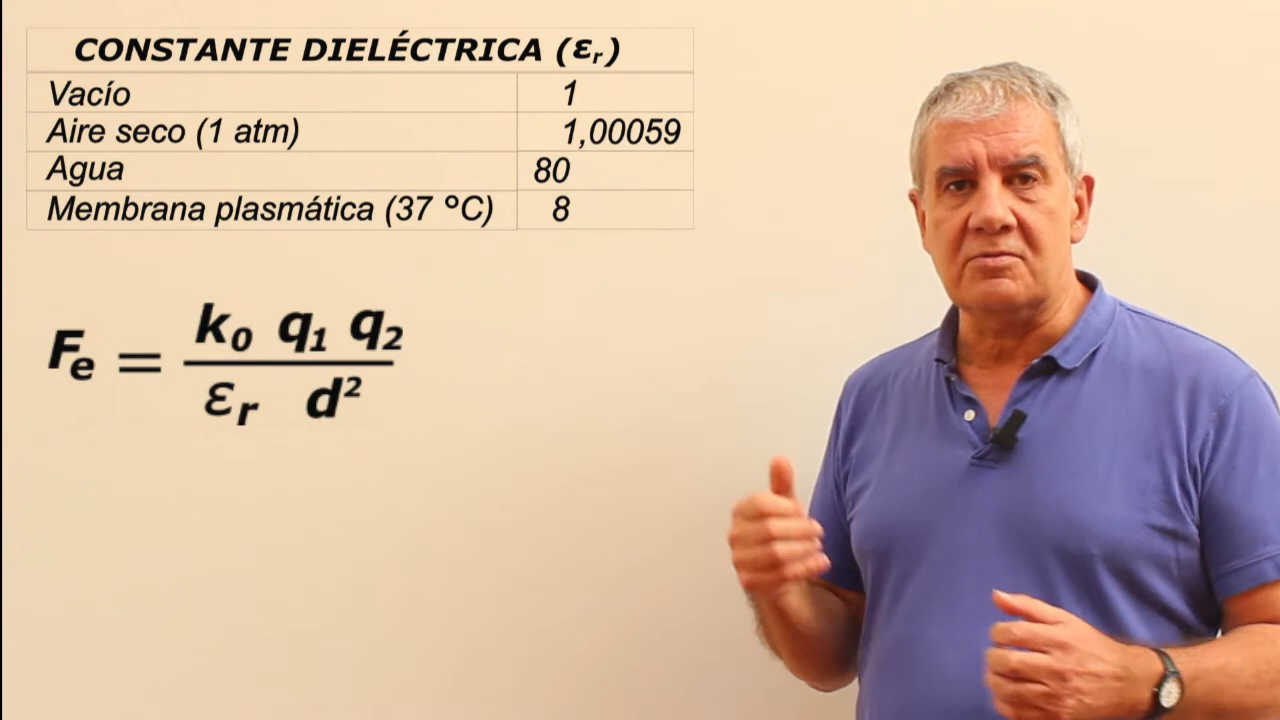 CONSTANTE DIELÉCTRICA (εᵣ)
Vacío 1
Aire seco (1 atm) 1,00059
Agua 80
Membrana plasmática (37 ºC) 8
Fₑ = k₀ q₁ q₂ / εᵣ d²